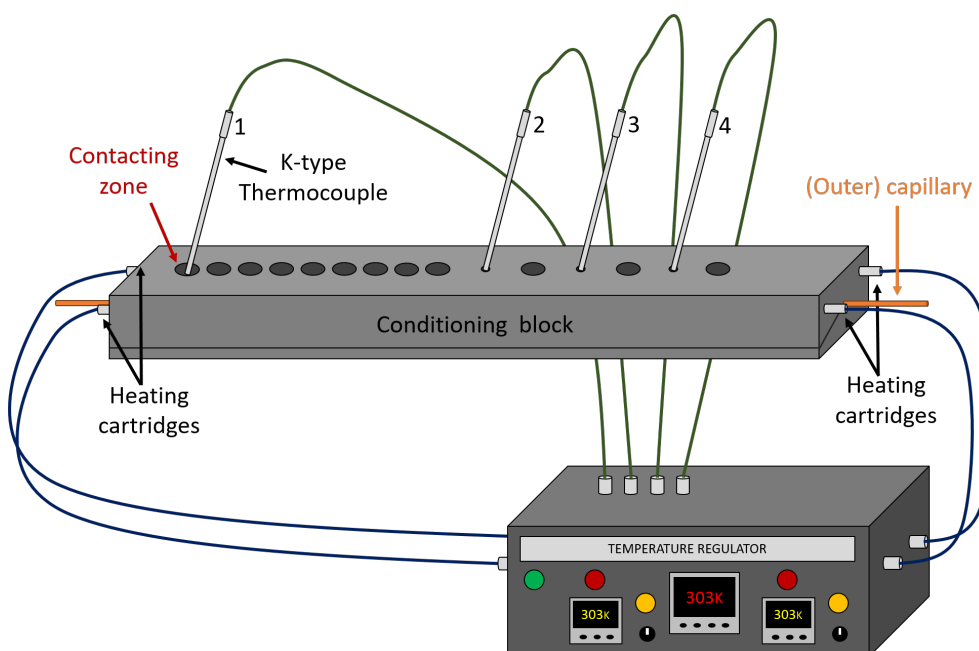 1
2
3
4
Contacting
zone
K-type
Thermocouple
(Outer) capillary
Conditioning block
Heating
cartridges
Heating
cartridges
TEMPERATURE REGULATOR
303K
303K
303K